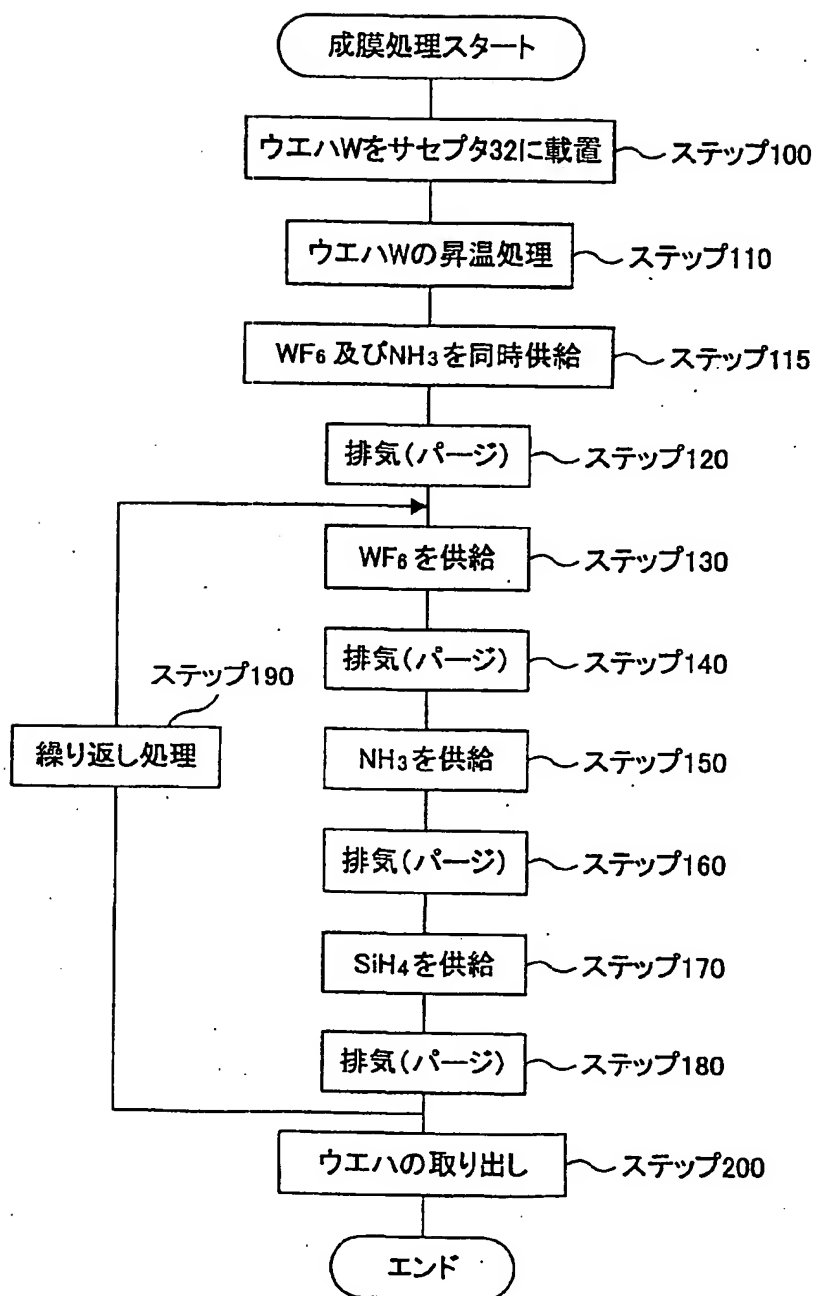 成膜処理スタート
ウエハWをサセプタ32に載置 ステップ100
ウエハWの昇温処理 ステップ110
WF₆ 及びNH₃を同時供給 ステップ115
排気(パージ) ステップ120
WF₆を供給 ステップ130
排気(パージ) ステップ140
ステップ190
繰り返し処理
NH₃を供給 ステップ150
排気(パージ) ステップ160
SiH₄を供給 ステップ170
排気(パージ) ステップ180
ウエハの取り出し ステップ200
エンド